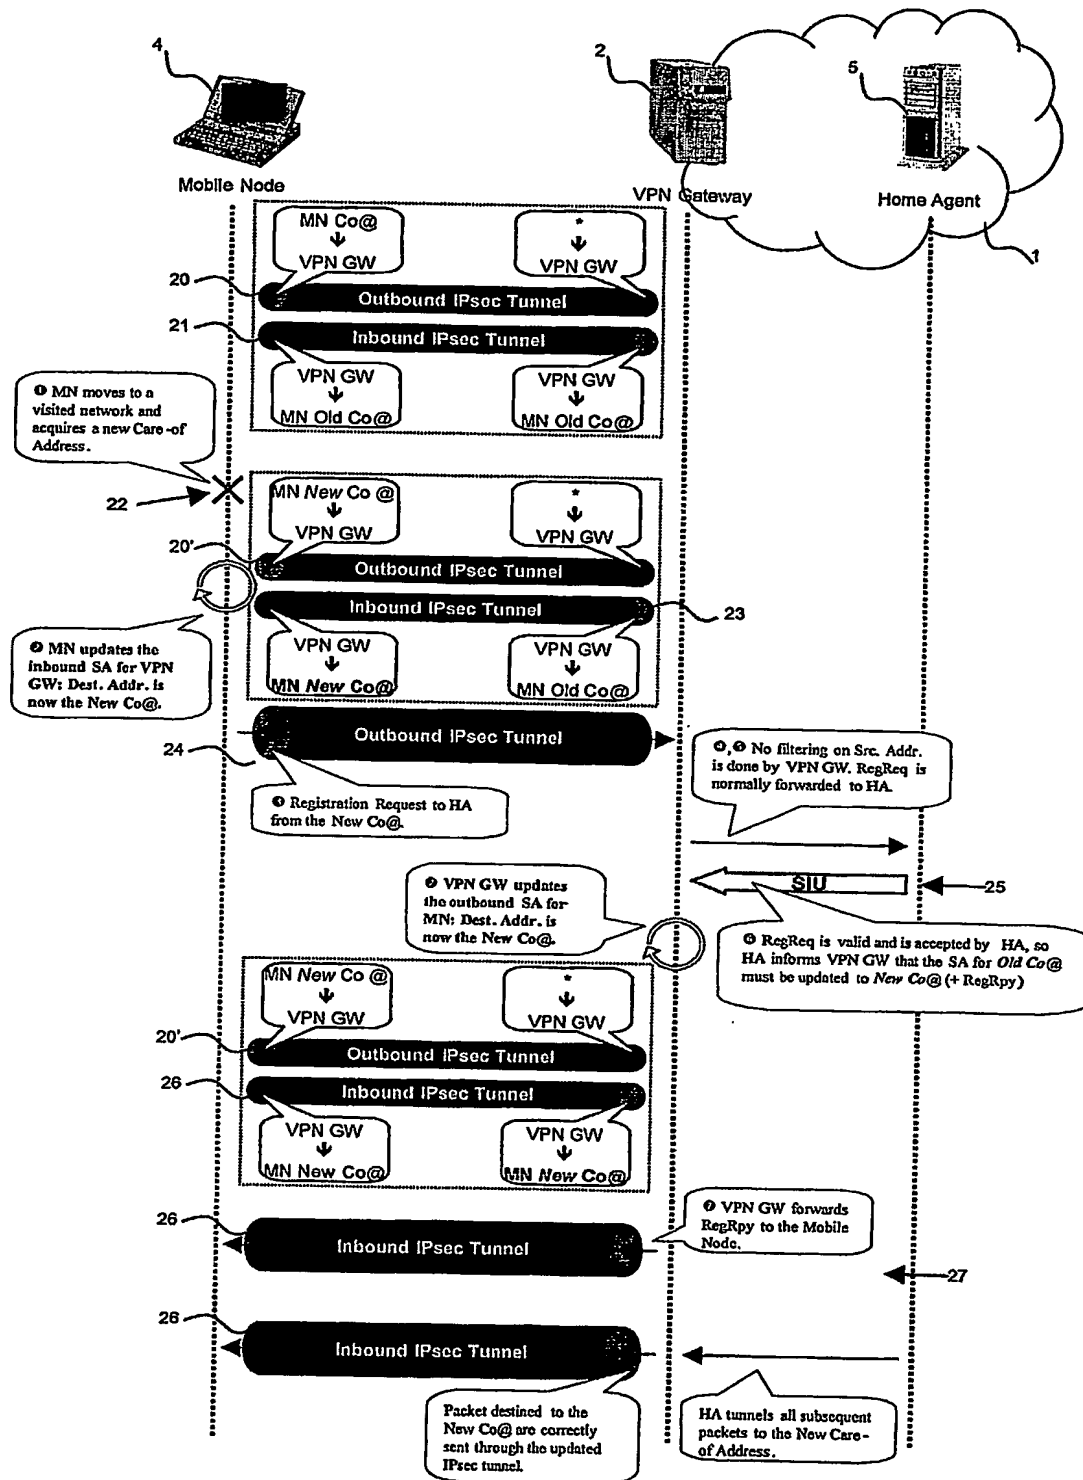 4
2
5
Mobile Node
VPN Gateway
Home Agent
1
MN Co@
VPN GW
*
VPN GW
20
Outbound IPsec Tunnel
21
Inbound IPsec Tunnel
VPN GW
MN Old Co@
VPN GW
MN Old Co@
❶ MN moves to a
visited network and
acquires a new Care-of
Address.
22
MN New Co@
VPN GW
*
VPN GW
20'
Outbound IPsec Tunnel
Inbound IPsec Tunnel
23
VPN GW
MN New Co@
VPN GW
MN Old Co@
MN updates the
inbound SA for VPN
GW: Dest. Addr. is
now the New Co@.
24
Outbound IPsec Tunnel
Registration Request to HA
from the New Co@.
No filtering on Src. Addr.
is done by VPN GW. RegReq is
normally forwarded to HA.
SIU
25
VPN GW updates
the outbound SA for
MN: Dest. Addr. is
now the New Co@.
RegReq is valid and is accepted by HA, so
HA informs VPN GW that the SA for Old Co@
must be updated to New Co@ (+ RegRpy)
MN New Co@
VPN GW
*
VPN GW
20'
Outbound IPsec Tunnel
26
Inbound IPsec Tunnel
VPN GW
MN New Co@
VPN GW
MN New Co@
26
Inbound IPsec Tunnel
VPN GW forwards
RegRpy to the Mobile
Node.
27
26
Inbound IPsec Tunnel
Packet destined to the
New Co@ are correctly
sent through the updated
IPsec tunnel.
HA tunnels all subsequent
packets to the New Care-
of Address.